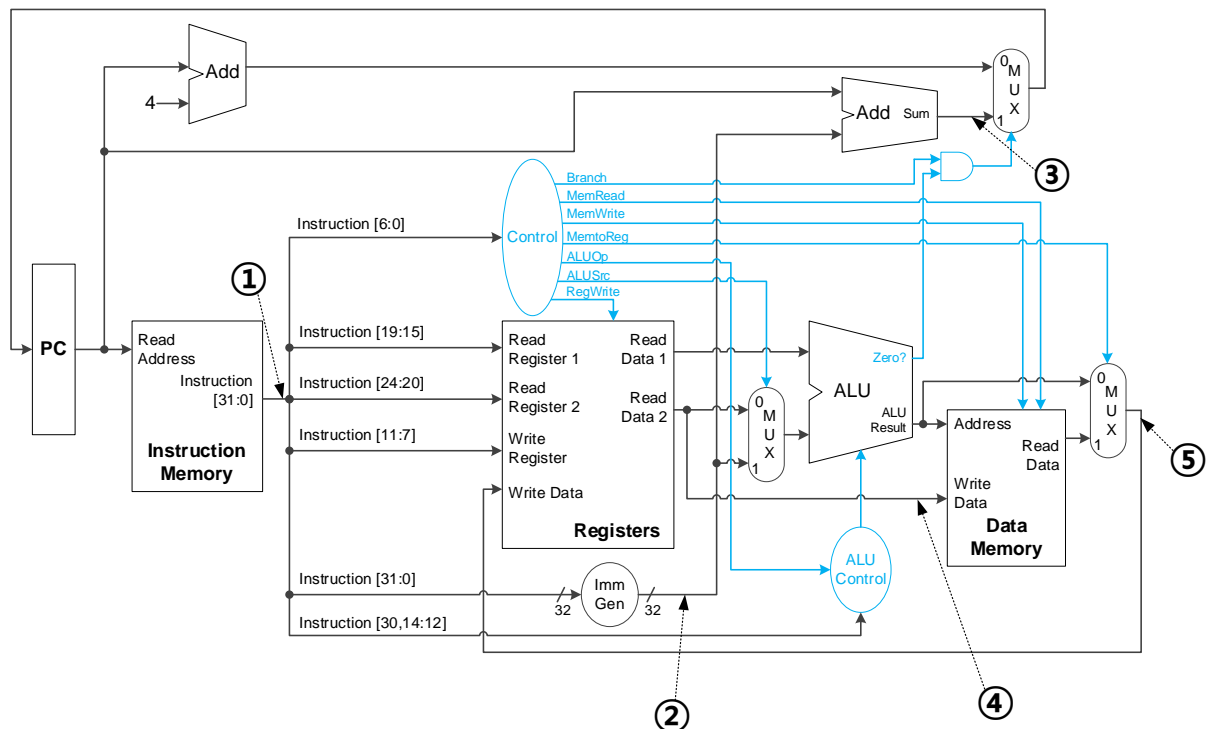 Add
4
0
M
U
X
1
Add
Sum
③
Branch
MemRead
MemWrite
MemtoReg
ALUOp
ALUSrc
RegWrite
Control
Instruction [6:0]
①
PC
Read
Address
Instruction
[31:0]
Instruction
Memory
Instruction [19:15]
Instruction [24:20]
Instruction [11:7]
Read
Register 1
Read
Register 2
Write
Register
Write Data
Read
Data 1
Read
Data 2
Registers
0
M
U
X
1
Zero?
ALU
ALU
Result
Address
Read
Data
Write
Data
Data
Memory
0
M
U
X
1
⑤
Instruction [31:0]
32
Imm
Gen
32
ALU
Control
Instruction [30,14:12]
②
④